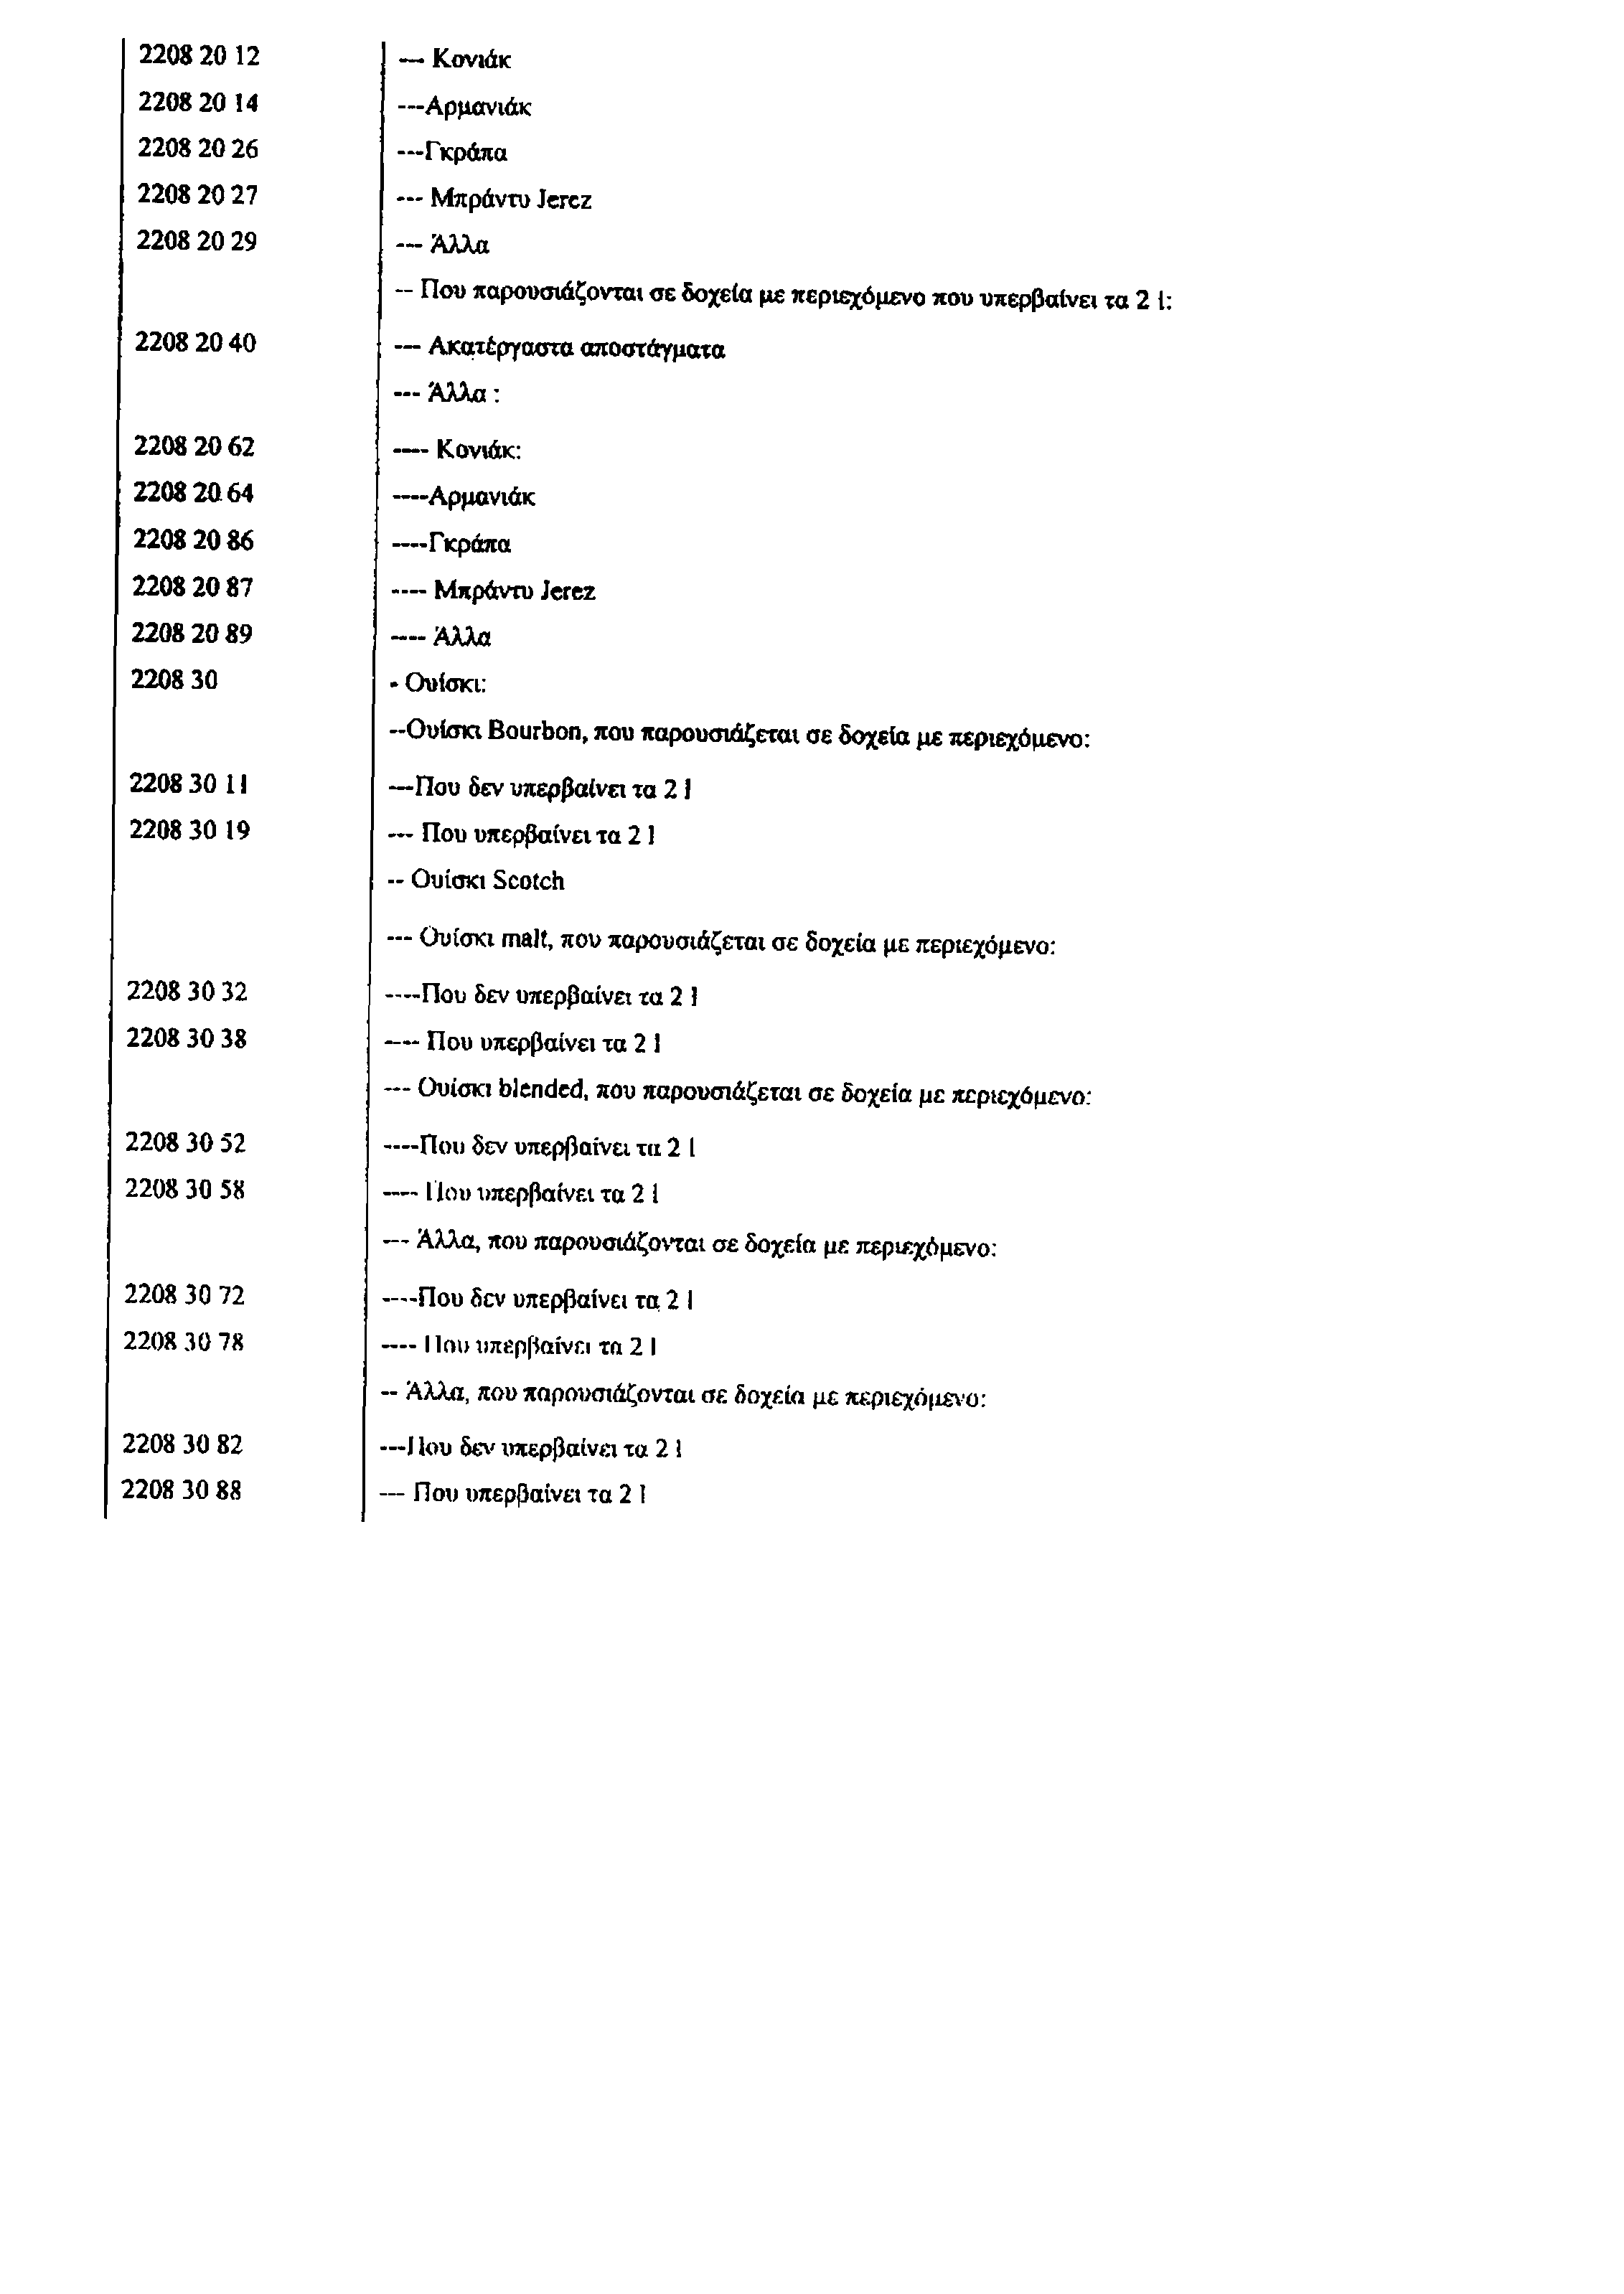 2208 20 12 --- Κονιάκ
2208 20 14 ---Αρμανιάκ
2208 20 26 ---Γκράπα
2208 20 27 --- Μπράντυ Jerez
2208 20 29 --- Άλλα
-- Που παρουσιάζονται σε δοχεία με περιεχόμενο που υπερβαίνει τα 2 l:
2208 20 40 --- Ακατέργαστα αποστάγματα
--- Άλλα :
2208 20 62 ---- Κονιάκ:
2208 20 64 ----Αρμανιάκ
2208 20 86 ----Γκράπα
2208 20 87 ---- Μπράντυ Jerez
2208 20 89 ---- Άλλα
2208 30 - Ουίσκι:
--Ουίσκι Bourbon, που παρουσιάζεται σε δοχεία με περιεχόμενο:
2208 30 11 ---Που δεν υπερβαίνει τα 2 l
2208 30 19 --- Που υπερβαίνει τα 2 l
-- Ουίσκι Scotch
--- Ουίσκι malt, που παρουσιάζεται σε δοχεία με περιεχόμενο:
2208 30 32 ----Που δεν υπερβαίνει τα 2 l
2208 30 38 ---- Που υπερβαίνει τα 2 l
--- Ουίσκι blended, που παρουσιάζεται σε δοχεία με περιεχόμενο:
2208 30 52 ----Που δεν υπερβαίνει τα 2 l
2208 30 58 ---- Που υπερβαίνει τα 2 l
--- Άλλα, που παρουσιάζονται σε δοχεία με περιεχόμενο:
2208 30 72 ----Που δεν υπερβαίνει τα 2 l
2208 30 78 ---- Που υπερβαίνει τα 2 l
-- Άλλα, που παρουσιάζονται σε δοχεία με περιεχόμενο:
2208 30 82 ---Που δεν υπερβαίνει τα 2 l
2208 30 88 --- Που υπερβαίνει τα 2 l